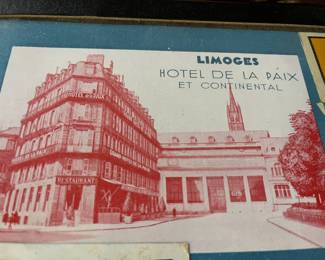 LIMOGES
HOTEL DE LA PAIX
ET CONTINENTAL
RESTAURANT